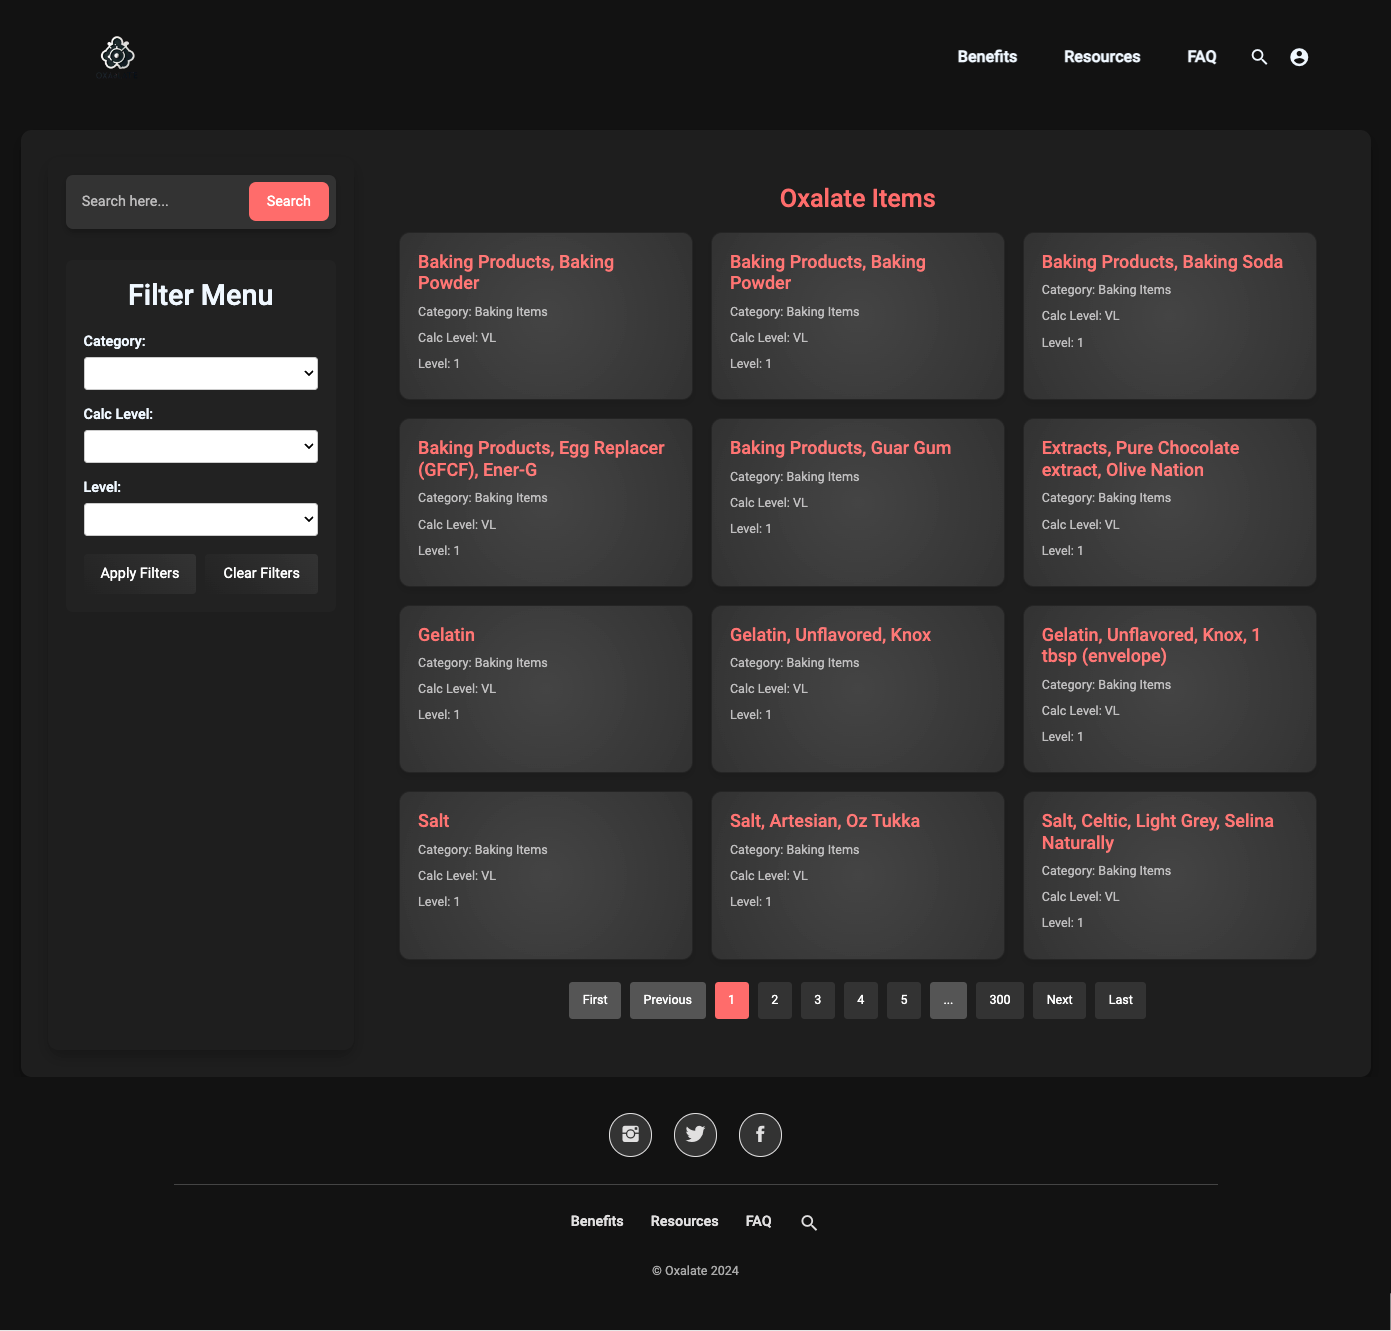 Benefits Resources FAQ
Search here... Search
Filter Menu
Category:
Calc Level:
Level:
Apply Filters Clear Filters
Oxalate Items
Baking Products, Baking
Powder
Category: Baking Items
Calc Level: VL
Level: 1
Baking Products, Baking
Powder
Category: Baking Items
Calc Level: VL
Level: 1
Baking Products, Baking Soda
Category: Baking Items
Calc Level: VL
Level: 1
Baking Products, Egg Replacer
(GFCF), Ener-G
Category: Baking Items
Calc Level: VL
Level: 1
Baking Products, Guar Gum
Category: Baking Items
Calc Level: VL
Level: 1
Extracts, Pure Chocolate
extract, Olive Nation
Category: Baking Items
Calc Level: VL
Level: 1
Gelatin
Category: Baking Items
Calc Level: VL
Level: 1
Gelatin, Unflavored, Knox
Category: Baking Items
Calc Level: VL
Level: 1
Gelatin, Unflavored, Knox, 1
tbsp (envelope)
Category: Baking Items
Calc Level: VL
Level: 1
Salt
Category: Baking Items
Calc Level: VL
Level: 1
Salt, Artesian, Oz Tukka
Category: Baking Items
Calc Level: VL
Level: 1
Salt, Celtic, Light Grey, Selina
Naturally
Category: Baking Items
Calc Level: VL
Level: 1
First Previous 1 2 3 4 5 ... 300 Next Last
Benefits Resources FAQ
© Oxalate 2024